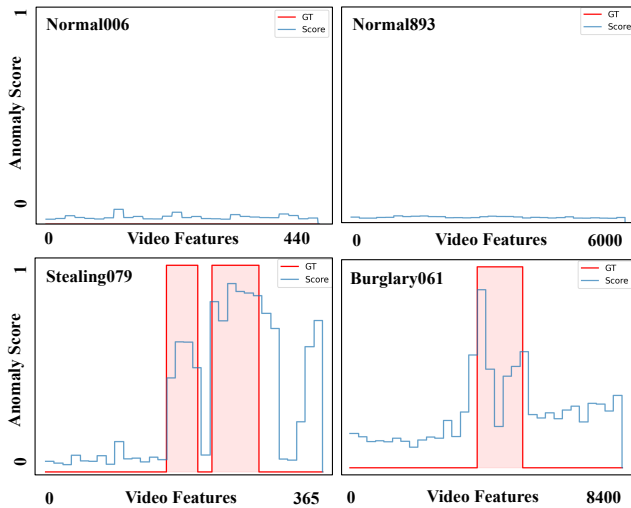 1
Normal006
GT
Score
Anomaly Score
0
0
Video Features
440
Normal893
GT
Score
0
Video Features
6000
1
Stealing079
GT
Score
Anomaly Score
0
0
Video Features
365
Burglary061
GT
Score
0
Video Features
8400